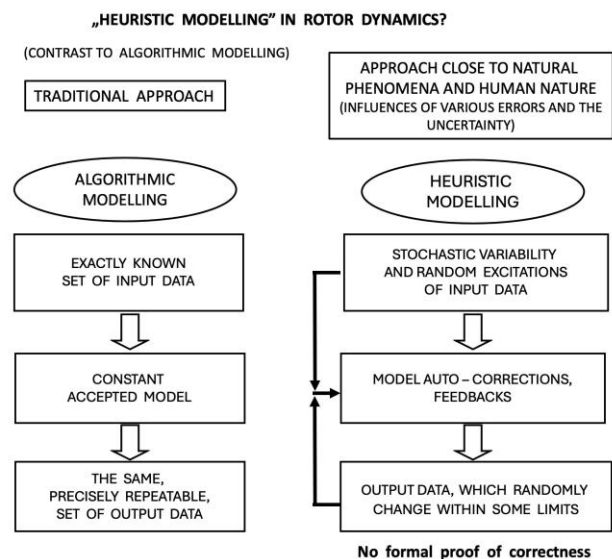 „HEURISTIC MODELLING” IN ROTOR DYNAMICS?
(CONTRAST TO ALGORITHMIC MODELLING)
TRADITIONAL APPROACH
APPROACH CLOSE TO NATURAL
PHENOMENA AND HUMAN NATURE
(INFLUENCES OF VARIOUS ERRORS AND THE
UNCERTAINTY)
ALGORITHMIC
MODELLING
HEURISTIC
MODELLING
EXACTLY KNOWN
SET OF INPUT DATA
STOCHASTIC VARIABILITY
AND RANDOM EXCITATIONS
OF INPUT DATA
CONSTANT
ACCEPTED MODEL
MODEL AUTO – CORRECTIONS,
FEEDBACKS
THE SAME,
PRECISELY REPEATABLE,
SET OF OUTPUT DATA
OUTPUT DATA, WHICH RANDOMLY
CHANGE WITHIN SOME LIMITS
No formal proof of correctness